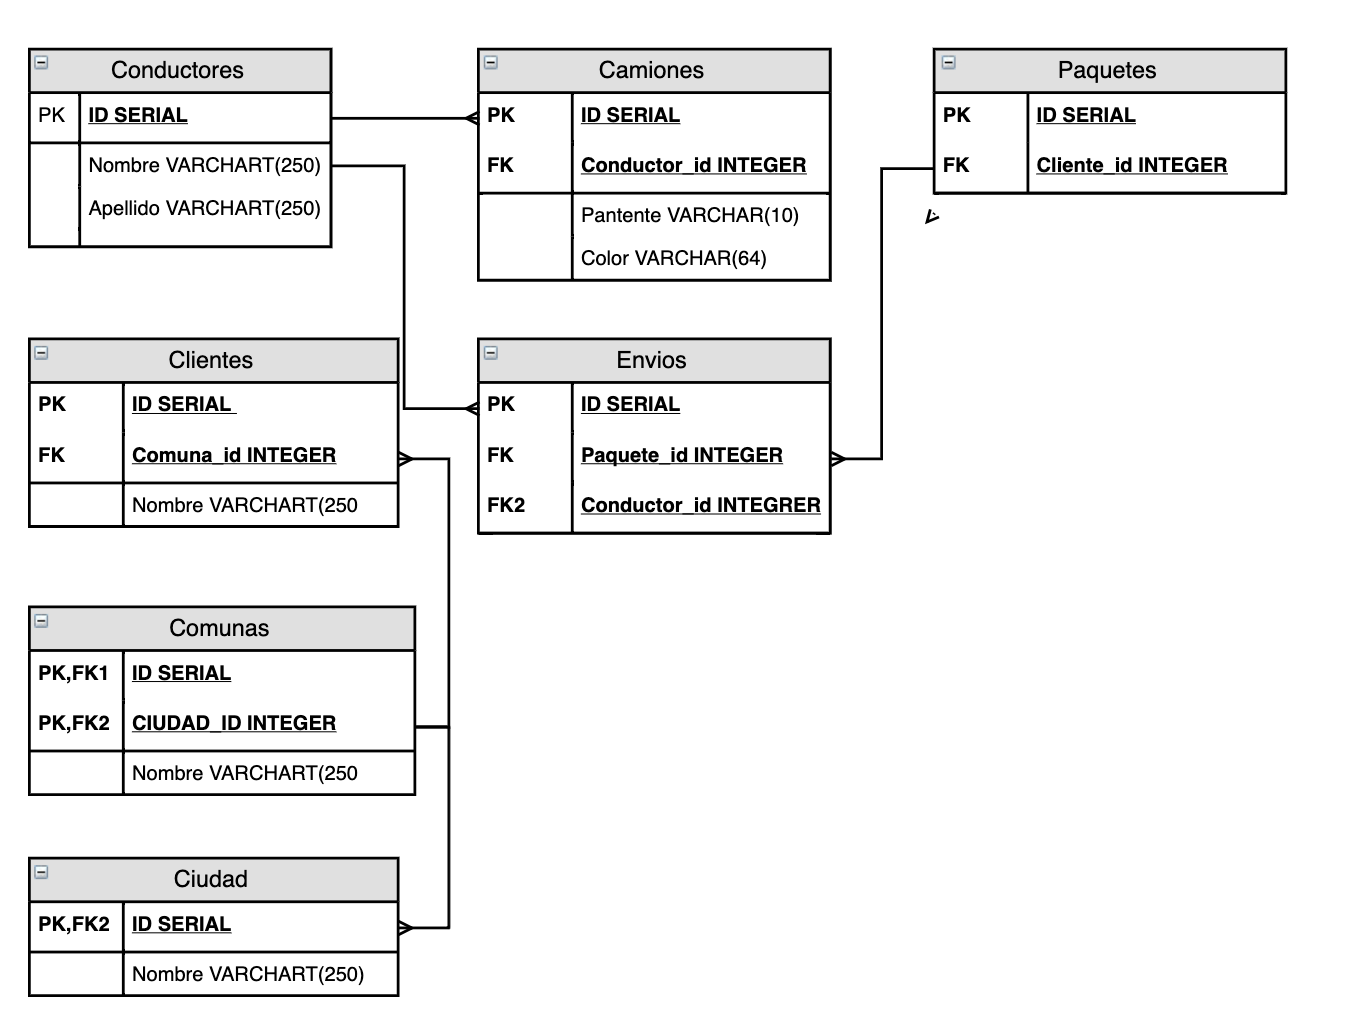 Conductores
PK ID SERIAL
Nombre VARCHART(250)
Apellido VARCHART(250)
Camiones
PK ID SERIAL
FK Conductor_id INTEGER
Pantente VARCHAR(10)
Color VARCHAR(64)
Paquetes
PK ID SERIAL
FK Cliente_id INTEGER
Clientes
PK ID SERIAL
FK Comuna_id INTEGER
Nombre VARCHART(250
Envios
PK ID SERIAL
FK Paquete_id INTEGER
FK2 Conductor_id INTEGRER
Comunas
PK,FK1 ID SERIAL
PK,FK2 CIUDAD_ID INTEGER
Nombre VARCHART(250
Ciudad
PK,FK2 ID SERIAL
Nombre VARCHART(250)